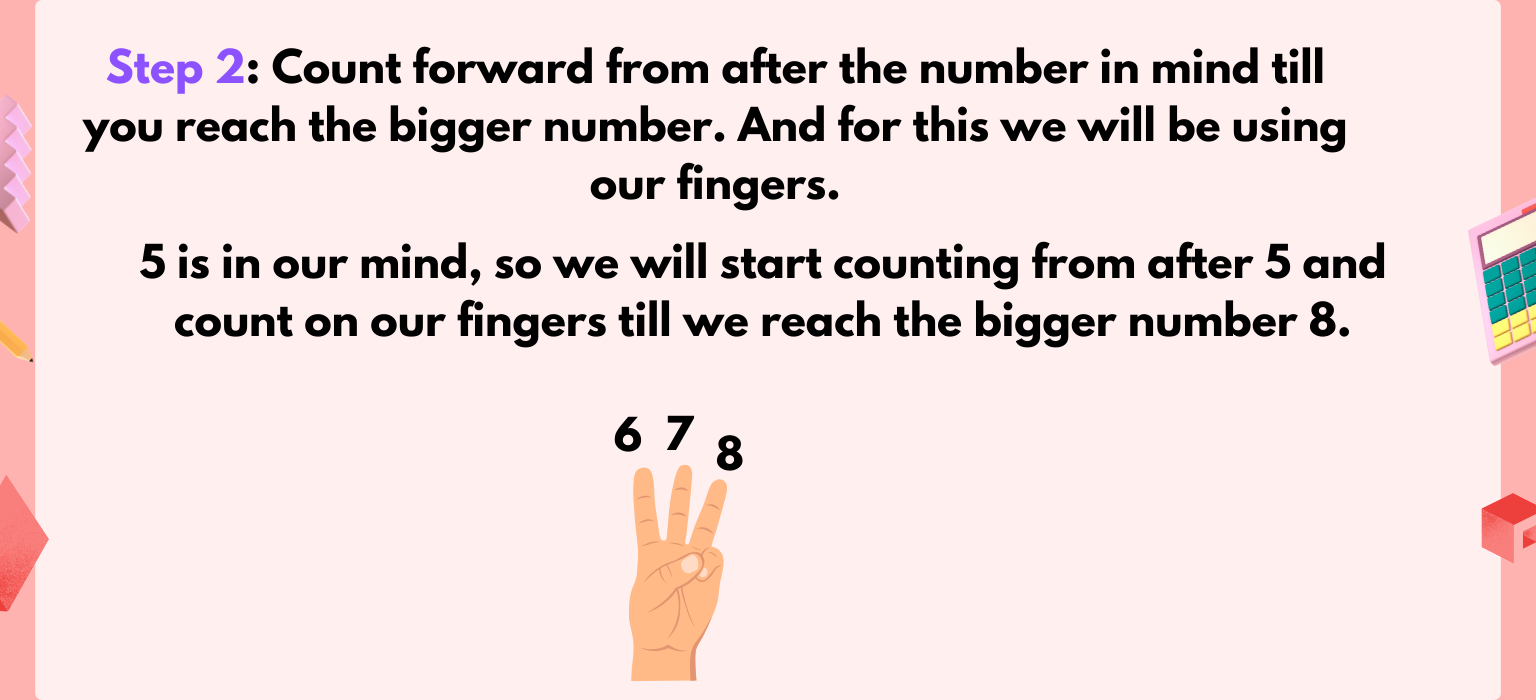 Step 2: Count forward from after the number in mind till
you reach the bigger number. And for this we will be using
our fingers.
5 is in our mind, so we will start counting from after 5 and
count on our fingers till we reach the bigger number 8.
6 7 8